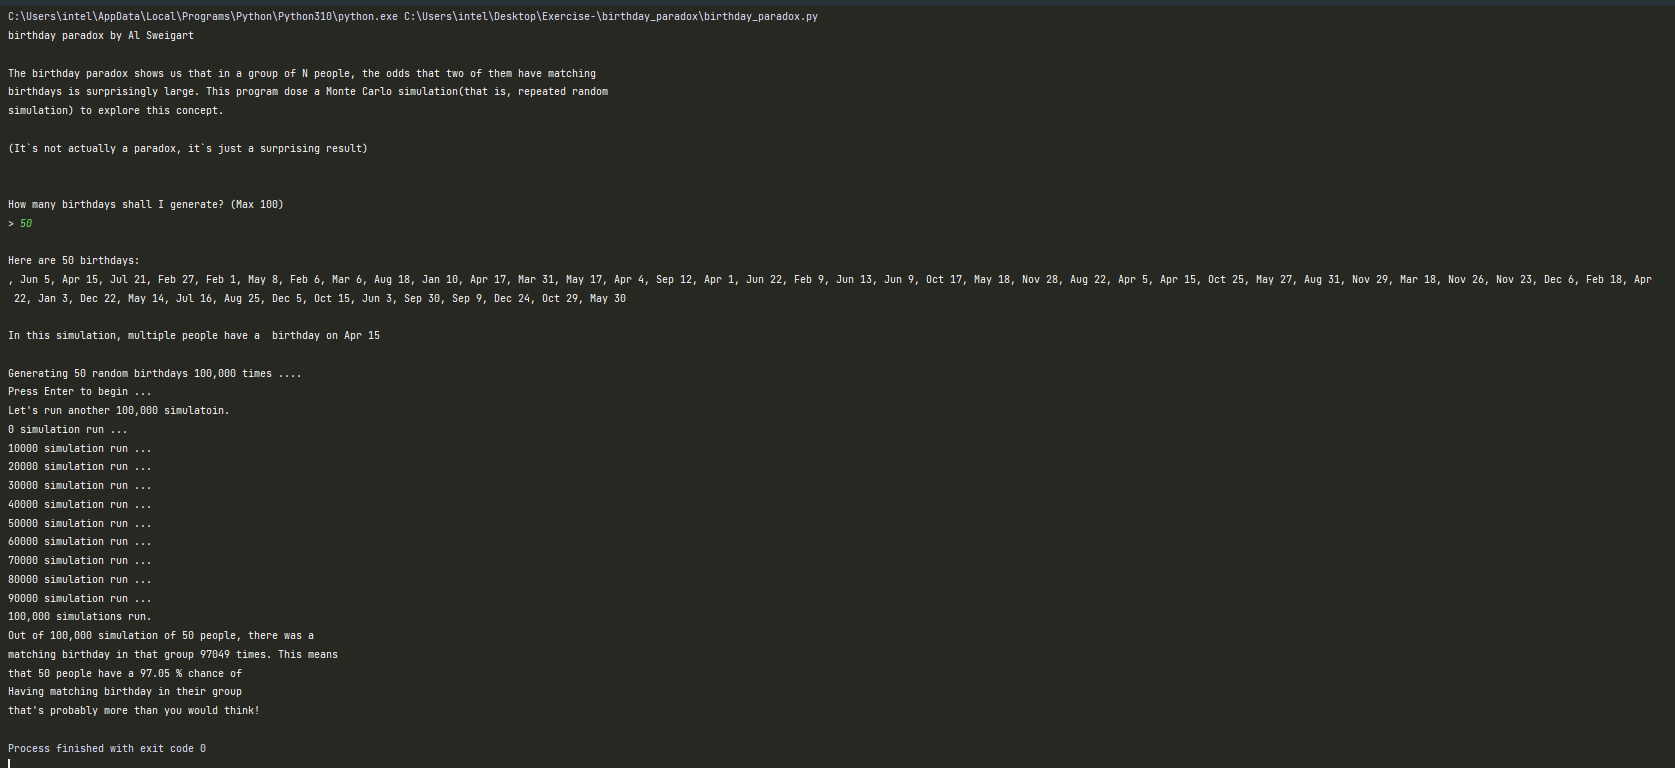 C:\Users\intel\AppData\Local\Programs\Python\Python310\python.exe C:\Users\intel\Desktop\Exercise-\birthday_paradox\birthday_paradox.py
birthday paradox by Al Sweigart
The birthday paradox shows us that in a group of N people, the odds that two of them have matching
birthdays is surprisingly large. This program dose a Monte Carlo simulation(that is, repeated random
simulation) to explore this concept.
(It`s not actually a paradox, it`s just a surprising result)
How many birthdays shall I generate? (Max 100)
> 50
Here are 50 birthdays:
, Jun 5, Apr 15, Jul 21, Feb 27, Feb 1, May 8, Feb 6, Mar 6, Aug 18, Jan 10, Apr 17, Mar 31, May 17, Apr 4, Sep 12, Apr 1, Jun 22, Feb 9, Jun 13, Jun 9, Oct 17, May 18, Nov 28, Aug 22, Apr 5, Apr 15, Oct 25, May 27, Aug 31, Nov 29, Mar 18, Nov 26, Nov 23, Dec 6, Feb 18, Apr
22, Jan 3, Dec 22, May 14, Jul 16, Aug 25, Dec 5, Oct 15, Jun 3, Sep 30, Sep 9, Dec 24, Oct 29, May 30
In this simulation, multiple people have a  birthday on Apr 15
Generating 50 random birthdays 100,000 times ....
Press Enter to begin ...
Let's run another 100,000 simulatoin.
0 simulation run ...
10000 simulation run ...
20000 simulation run ...
30000 simulation run ...
40000 simulation run ...
50000 simulation run ...
60000 simulation run ...
70000 simulation run ...
80000 simulation run ...
90000 simulation run ...
100,000 simulations run.
Out of 100,000 simulation of 50 people, there was a
matching birthday in that group 97049 times. This means
that 50 people have a 97.05 % chance of
Having matching birthday in their group
that's probably more than you would think!
Process finished with exit code 0